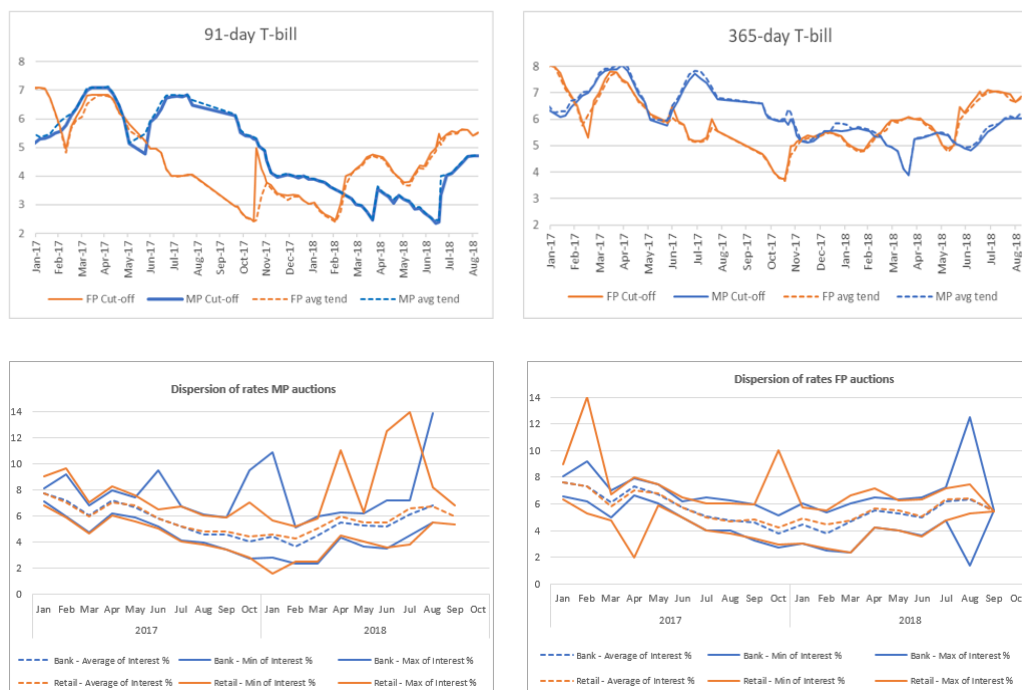 91-day T-bill
8
7
6
5
4
3
2
Jan-17 Feb-17 Mar-17 Apr-17 May-17 Jun-17 Jul-17 Aug-17 Sep-17 Oct-17 Nov-17 Dec-17 Jan-18 Feb-18 Mar-18 Apr-18 May-18 Jun-18 Jul-18 Aug-18
FP Cut-off MP Cut-off FP avg tend MP avg tend
365-day T-bill
8
7
6
5
4
3
2
Jan-17 Feb-17 Mar-17 Apr-17 May-17 Jun-17 Jul-17 Aug-17 Sep-17 Oct-17 Nov-17 Dec-17 Jan-18 Feb-18 Mar-18 Apr-18 May-18 Jun-18 Jul-18 Aug-18
FP Cut-off MP Cut-off FP avg tend MP avg tend
Dispersion of rates MP auctions
14
12
10
8
6
4
2
0
Jan Feb Mar Apr May Jun Jul Aug Sep Oct Jan Feb Mar Apr May Jun Jul Aug Sep Oct
2017 2018
Bank - Average of Interest % Bank - Min of Interest % Bank - Max of Interest %
Retail - Average of Interest % Retail - Min of Interest % Retail - Max of Interest %
Dispersion of rates FP auctions
14
12
10
8
6
4
2
0
Jan Feb Mar Apr May Jun Jul Aug Sep Oct Jan Feb Mar Apr May Jun Jul Aug Sep Oct
2017 2018
Bank - Average of Interest % Bank - Min of Interest % Bank - Max of Interest %
Retail - Average of Interest % Retail - Min of Interest % Retail - Max of Interest %